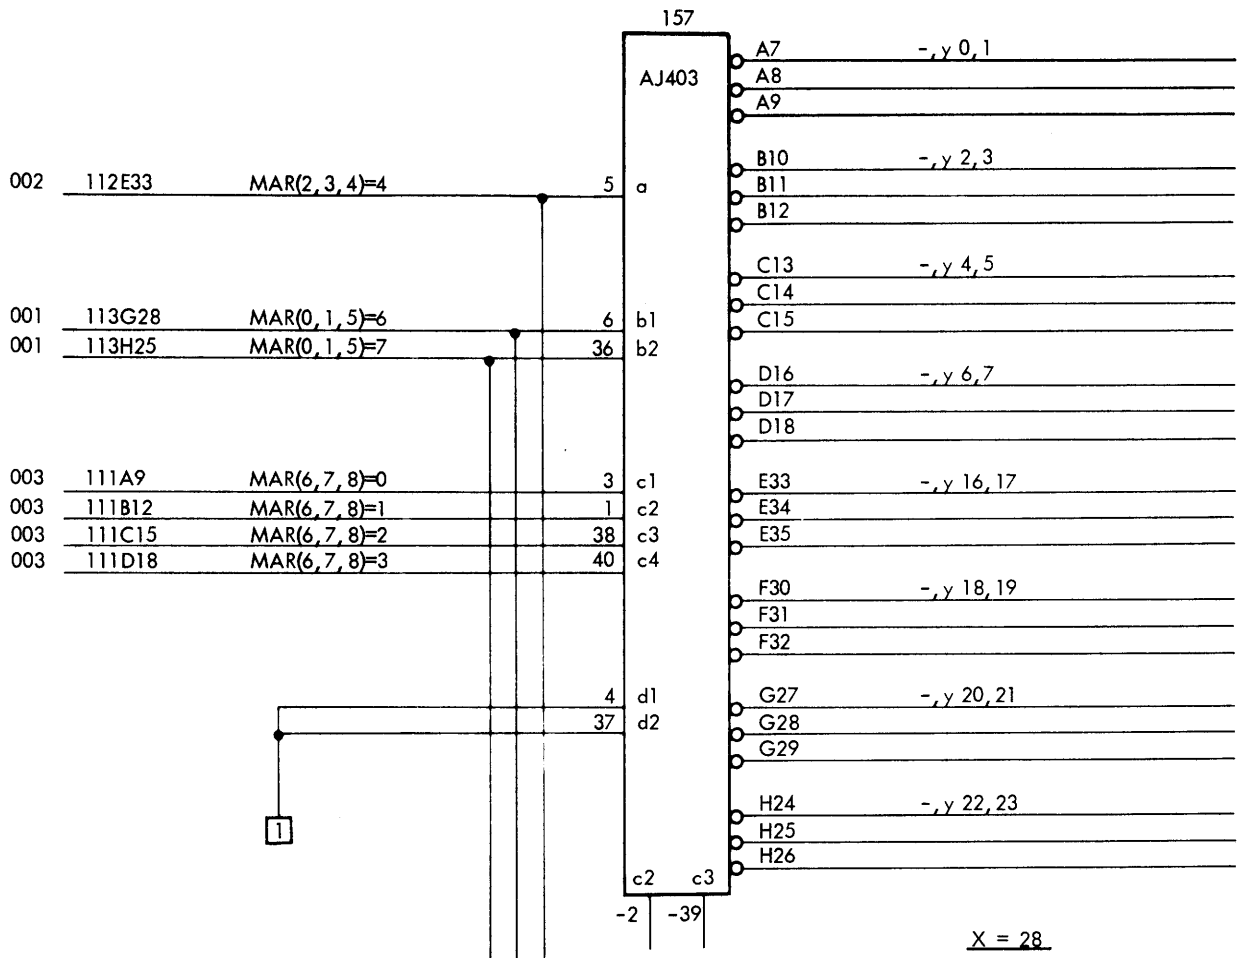 157
AJ403
A7 -,y 0,1
A8
A9
B10 -,y 2,3
002 112E33 MAR(2,3,4)=4 5 a
B11
B12
C13 -,y 4,5
C14
001 113G28 MAR(0,1,5)=6 6 b1
C15
001 113H25 MAR(0,1,5)=7 36 b2
D16 -,y 6,7
D17
D18
003 111A9 MAR(6,7,8)=0 3 c1
E33 -,y 16,17
003 111B12 MAR(6,7,8)=1 1 c2
E34
003 111C15 MAR(6,7,8)=2 38 c3
E35
003 111D18 MAR(6,7,8)=3 40 c4
F30 -,y 18,19
F31
F32
4 d1
G27 -,y 20,21
37 d2
G28
G29
H24 -,y 22,23
1
H25
H26
c2 c3
-2 -39
X = 28